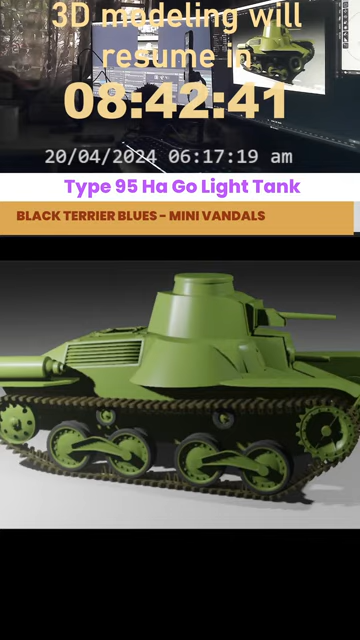 3D modeling will
resume in
08:42:41
20/04/2024 06:17:19 am
Type 95 Ha Go Light Tank
BLACK TERRIER BLUES - MINI VANDALS